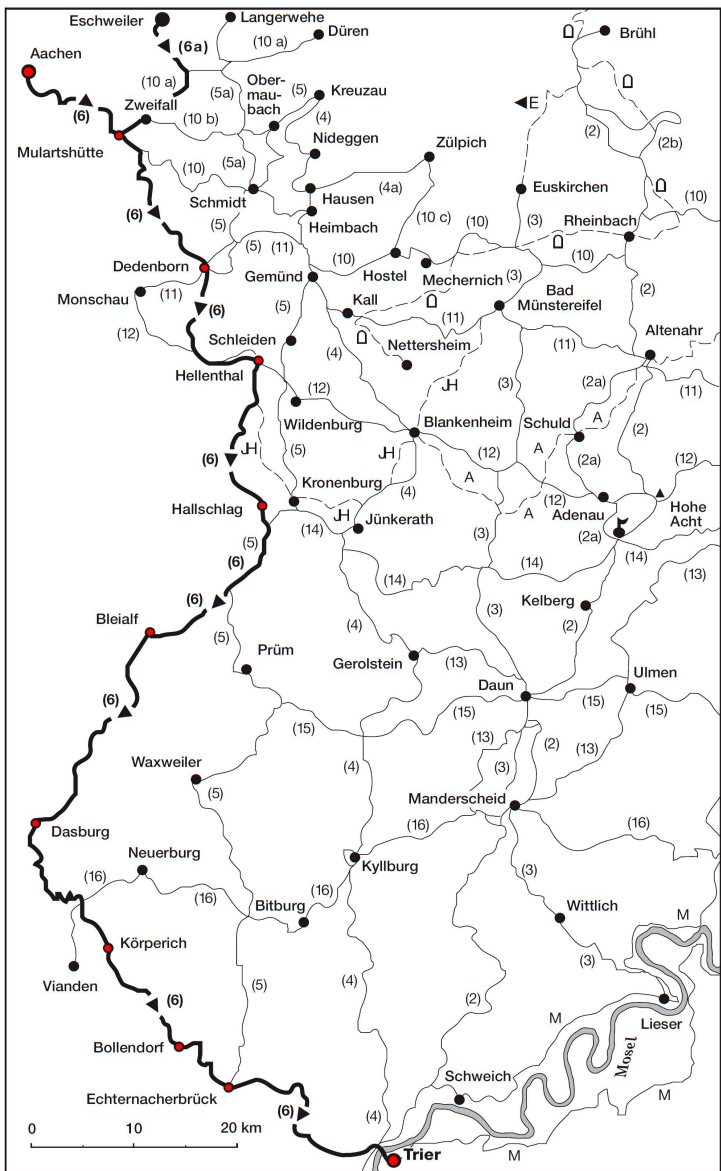 Eschweiler
Langerwehe
(6a)
(10 a)
Düren
Brühl
Aachen
(10 a)
(5a)
Ober-
mau-
bach
(5)
Kreuzau
E
(6)
Zweifall
(10 b)
(4)
(2)
(2b)
Mulartshütte
Nideggen
Zülpich
(10)
(5a)
(4a)
Schmidt
Hausen
Euskirchen
(6)
(5)
Heimbach
(10 c)
(10)
(3)
Rheinbach
(10)
(5)
(11)
(10)
(10)
Dedenborn
Gemünd
Hostel
Mechernich
(3)
Monschau
(11)
(6)
(5)
Kall
Bad
Münstereifel
(2)
(12)
Schleiden
(4)
(11)
Altenahr
Nettersheim
(11)
Hellenthal
JH
(3)
(2a)
(11)
(12)
Wildenburg
Blankenheim
Schuld
A
(2)
JH
JH
(12)
A
(6)
(5)
Kronenburg
A
(2a)
(12)
(4)
(12)
Hallschlag
JH
A
Adenau
Hohe
Acht
(14)
Jünkerath
(3)
(2a)
(5)
(14)
(6)
(14)
(14)
(13)
(3)
Kelberg
Bleialf
(5)
(4)
(2)
Prüm
Gerolstein
(13)
(6)
Daun
Ulmen
(15)
(15)
(15)
(15)
(13)
(2)
(13)
Waxweiler
(4)
(3)
(5)
Manderscheid
Dasburg
(16)
(16)
Neuerburg
Kyllburg
(16)
(16)
(16)
(3)
Bitburg
Wittlich
M
Körperich
(3)
Vianden
(6)
(5)
(4)
(2)
Lieser
M
Bollendorf
Mosel
Schweich
M
Echternacherbrück
(6)
(4)
0 10 20 km
M
Trier